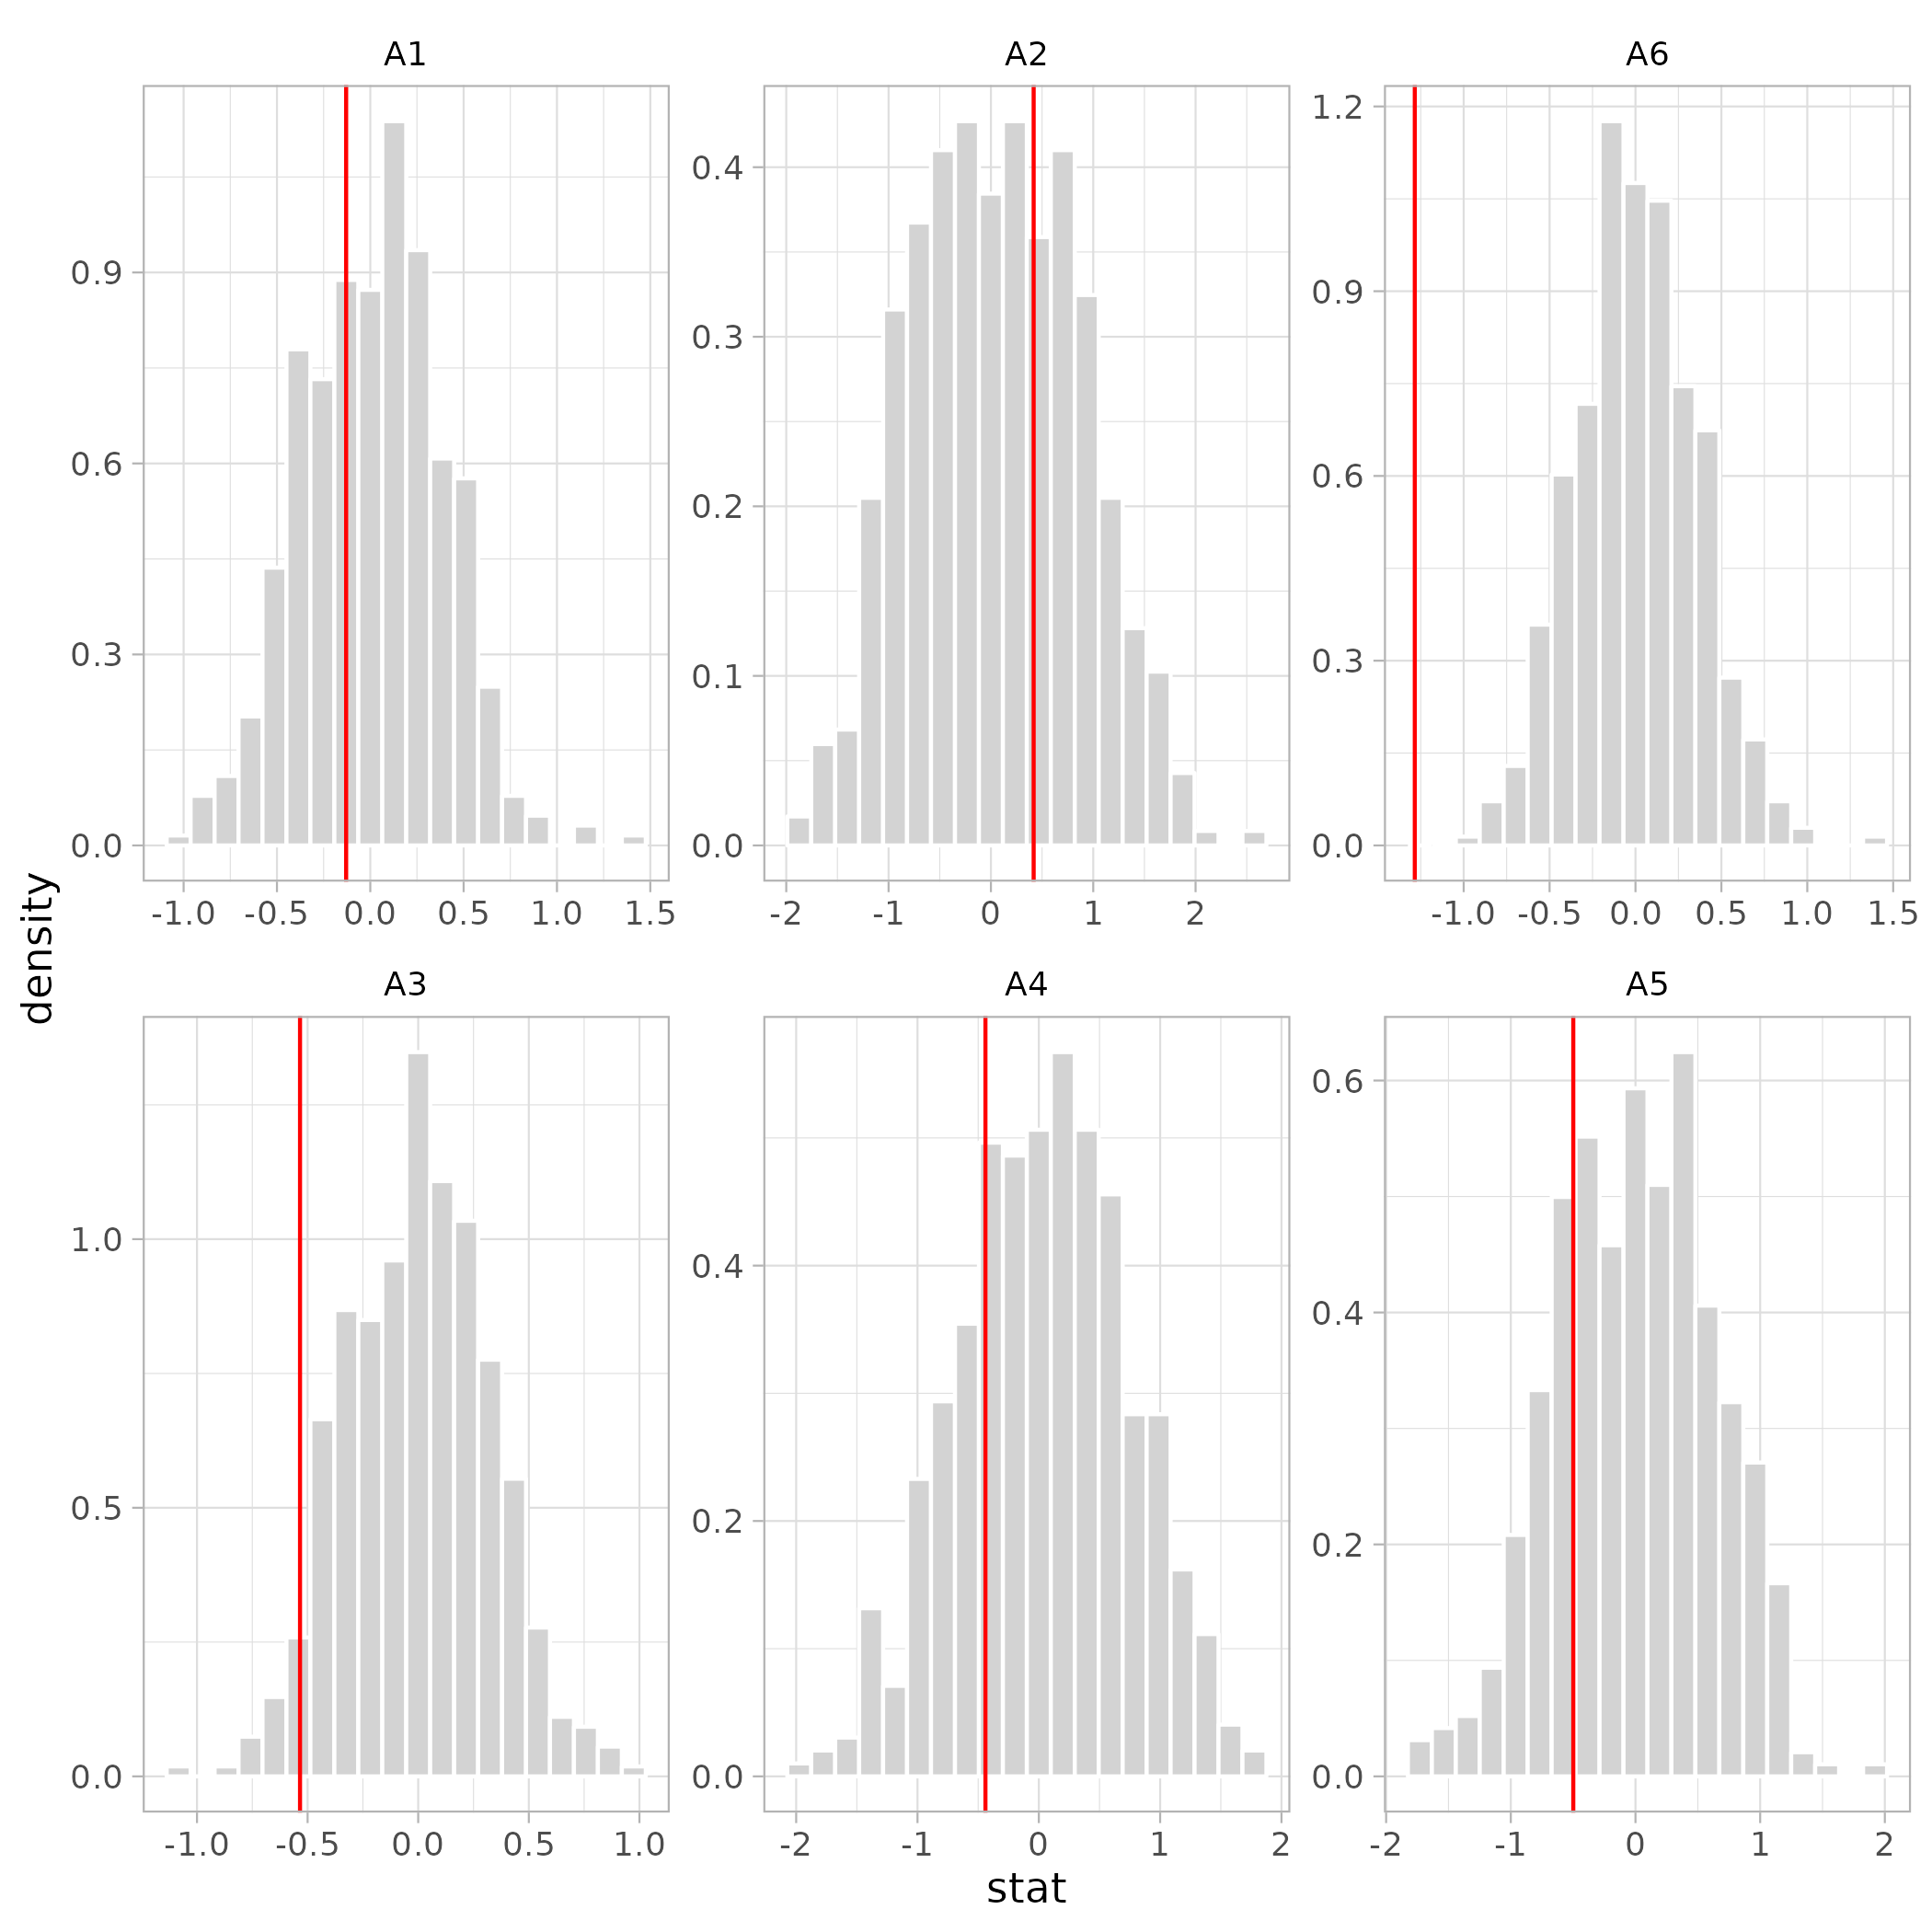 A1 A2 A6
0.0 0.3 0.6 0.9
-1.0 -0.5 0.0 0.5 1.0 1.5
0.0 0.1 0.2 0.3 0.4
-2 -1 0 1 2
0.0 0.3 0.6 0.9 1.2
-1.0 -0.5 0.0 0.5 1.0 1.5
density
A3 A4 A5
0.0 0.5 1.0
-1.0 -0.5 0.0 0.5 1.0
0.0 0.2 0.4
-2 -1 0 1 2
0.0 0.2 0.4 0.6
-2 -1 0 1 2
stat